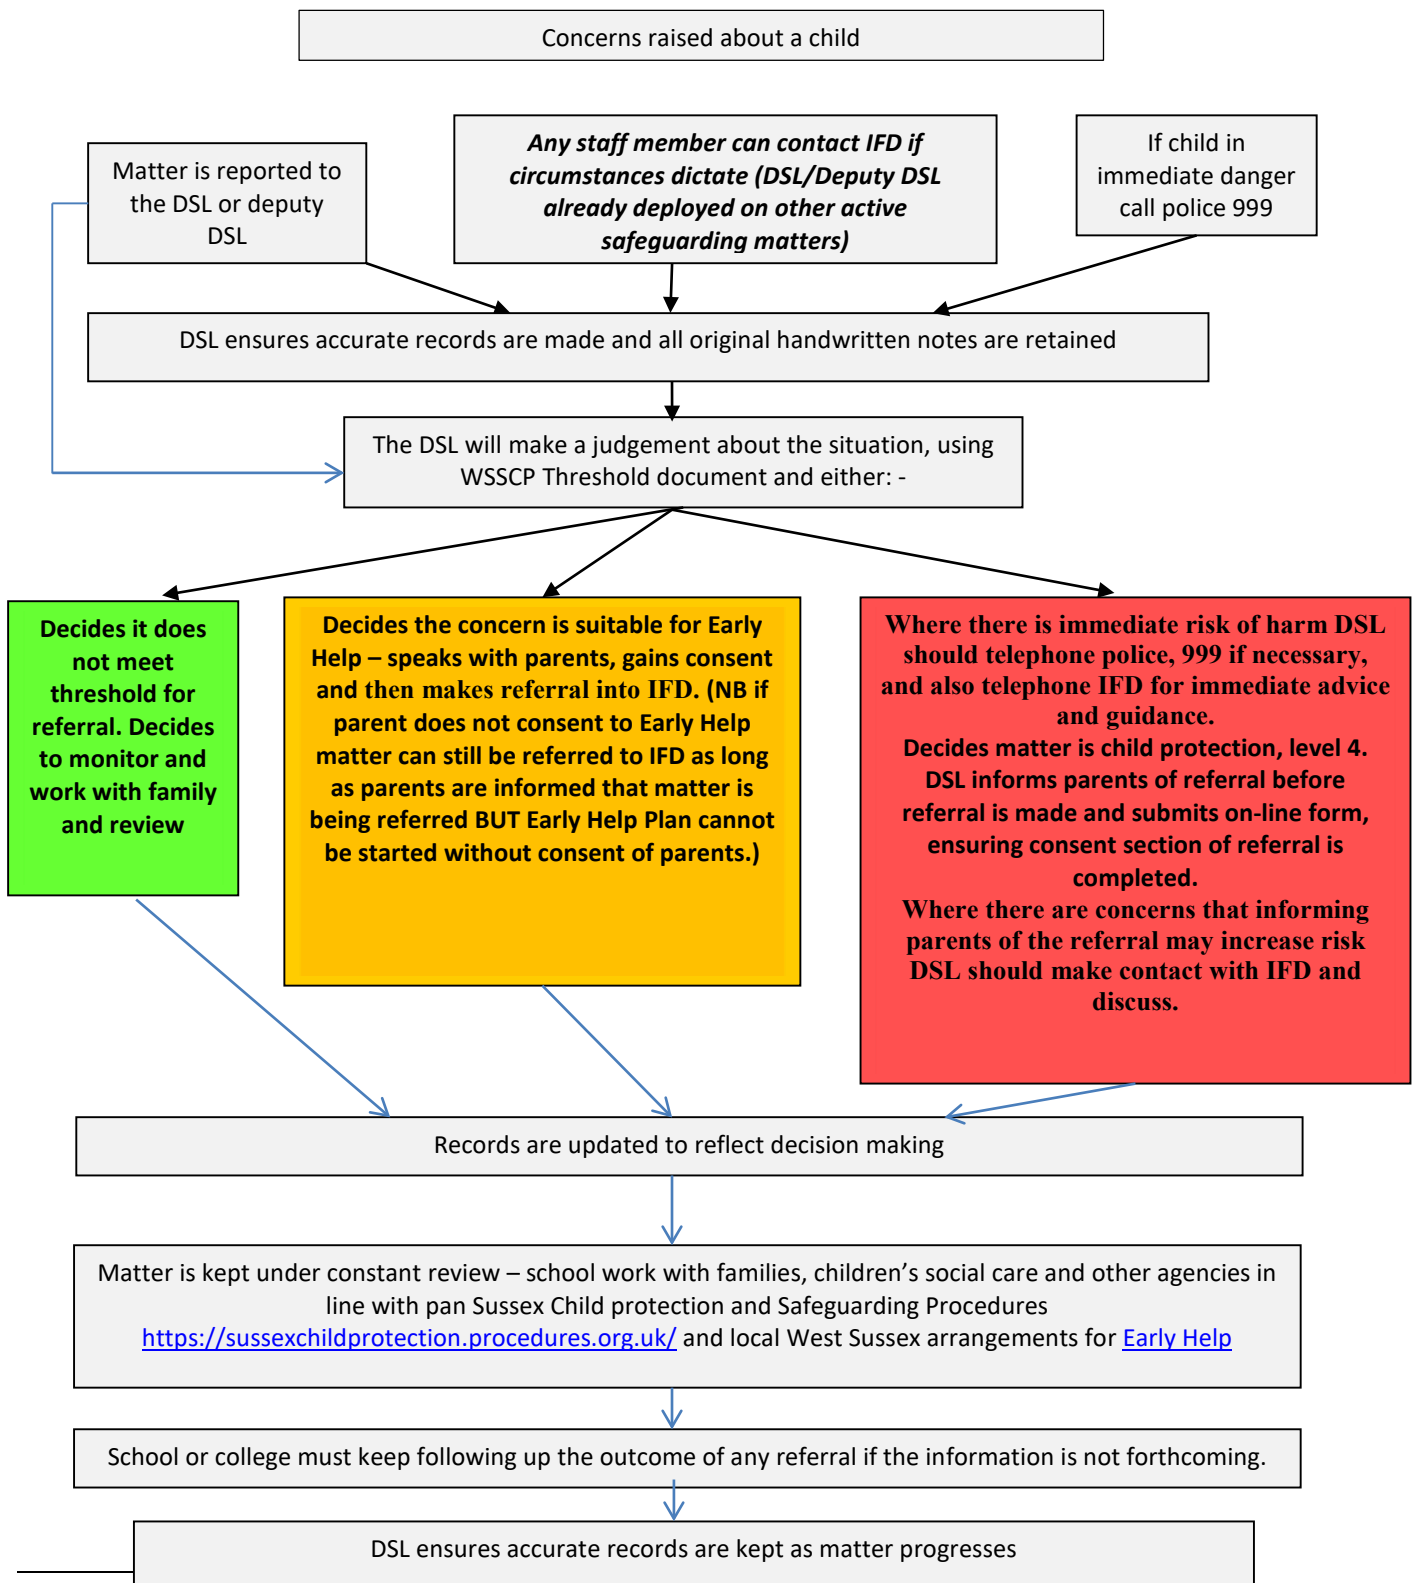 Concerns raised about a child
Matter is reported to
the DSL or deputy
DSL
Any staff member can contact IFD if
circumstances dictate (DSL/Deputy DSL
already deployed on other active
safeguarding matters)
If child in
immediate danger
call police 999
DSL ensures accurate records are made and all original handwritten notes are retained
The DSL will make a judgement about the situation, using
WSSCP Threshold document and either: -
Decides it does
not meet
threshold for
referral. Decides
to monitor and
work with family
and review
Decides the concern is suitable for Early
Help – speaks with parents, gains consent
and then makes referral into IFD. (NB if
parent does not consent to Early Help
matter can still be referred to IFD as long
as parents are informed that matter is
being referred BUT Early Help Plan cannot
be started without consent of parents.)
Where there is immediate risk of harm DSL
should telephone police, 999 if necessary,
and also telephone IFD for immediate advice
and guidance.
Decides matter is child protection, level 4.
DSL informs parents of referral before
referral is made and submits on-line form,
ensuring consent section of referral is
completed.
Where there are concerns that informing
parents of the referral may increase risk
DSL should make contact with IFD and
discuss.
Records are updated to reflect decision making
Matter is kept under constant review – school work with families, children’s social care and other agencies in
line with pan Sussex Child protection and Safeguarding Procedures
https://sussexchildprotection.procedures.org.uk/ and local West Sussex arrangements for Early Help
School or college must keep following up the outcome of any referral if the information is not forthcoming.
DSL ensures accurate records are kept as matter progresses